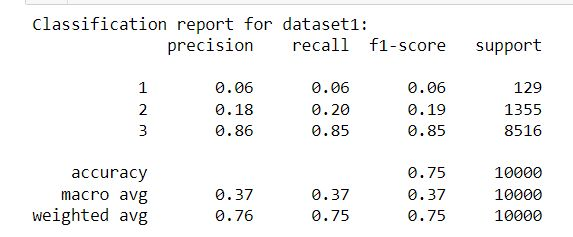 Classification report for dataset1:
precision recall f1-score support
1 0.06 0.06 0.06 129
2 0.18 0.20 0.19 1355
3 0.86 0.85 0.85 8516
accuracy 0.75 10000
macro avg 0.37 0.37 0.37 10000
weighted avg 0.76 0.75 0.75 10000